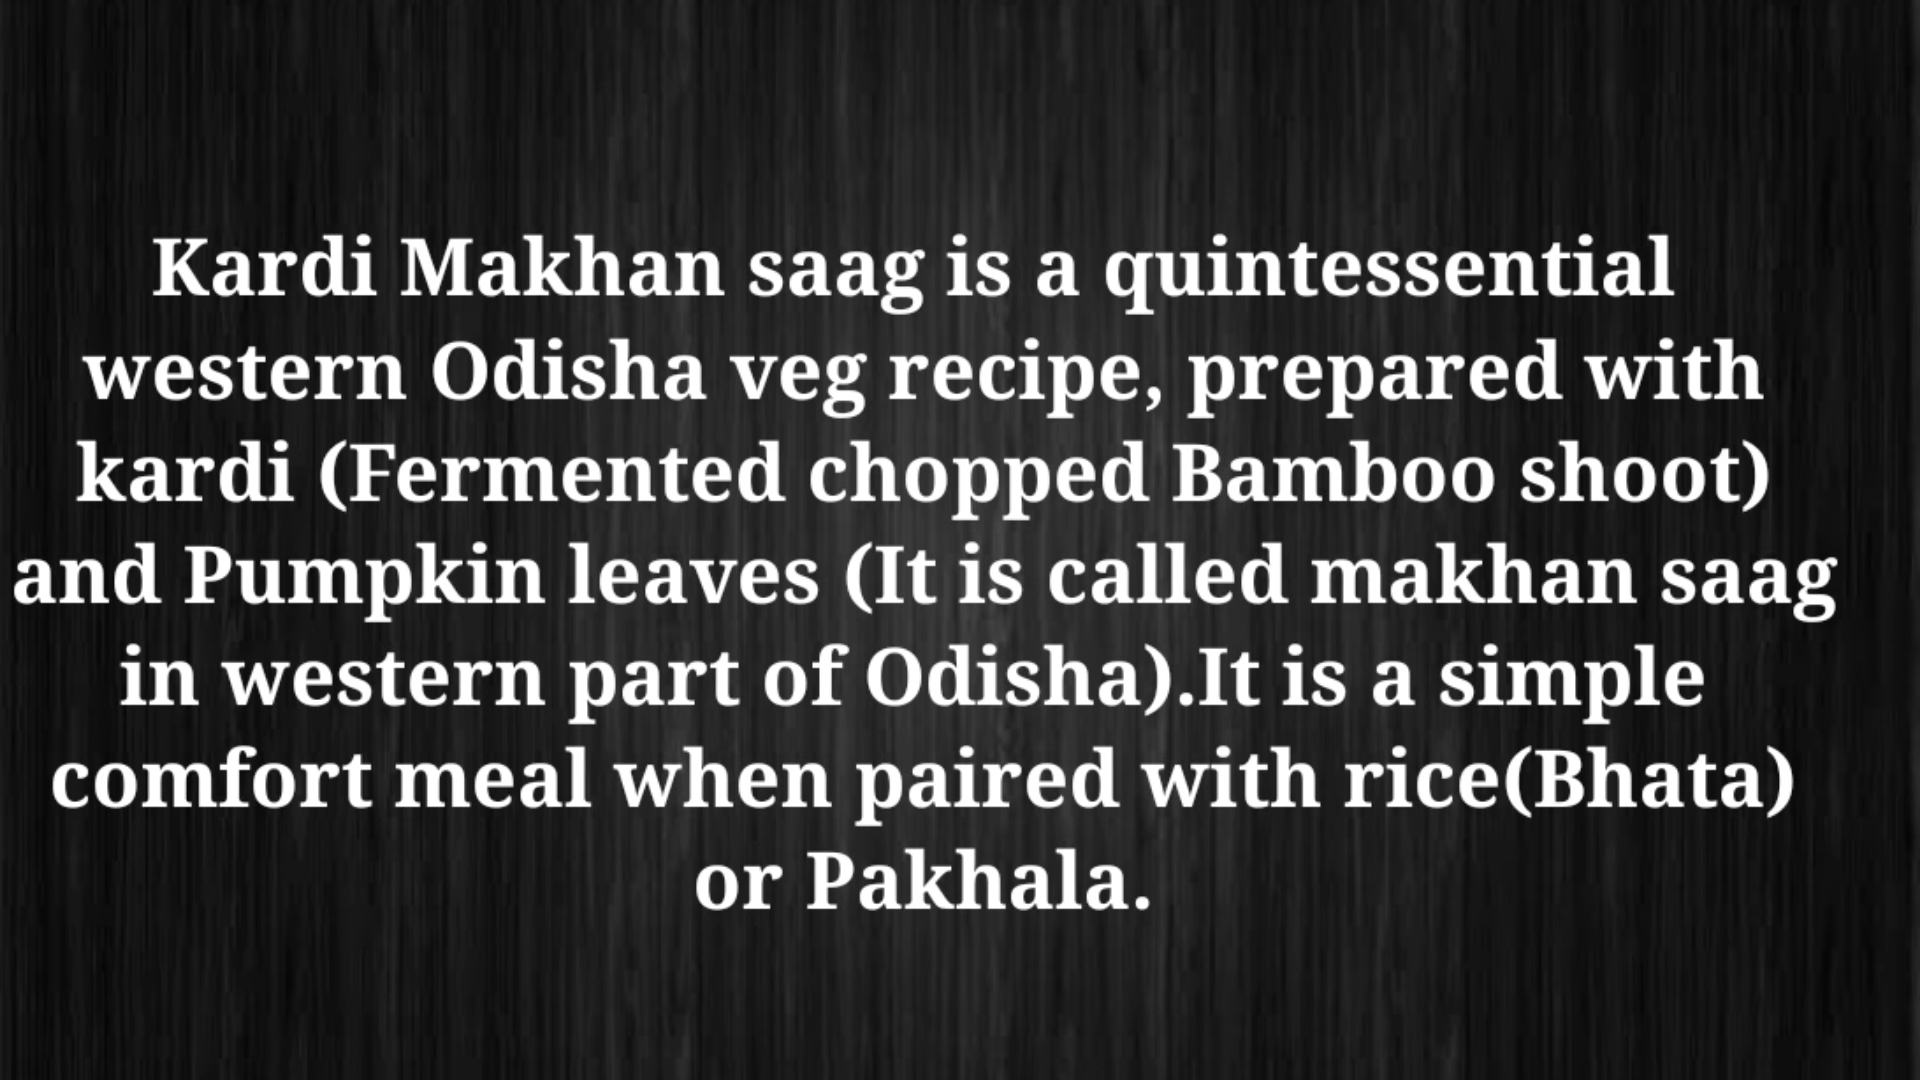 Kardi Makhan saag is a quintessential
western Odisha veg recipe, prepared with
kardi (Fermented chopped Bamboo shoot)
and Pumpkin leaves (It is called makhan saag
in western part of Odisha).It is a simple
comfort meal when paired with rice(Bhata)
or Pakhala.